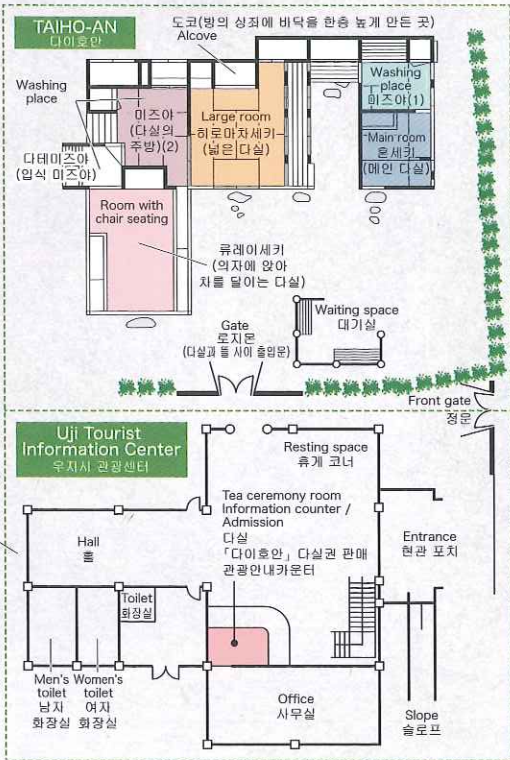 TAIHO-AN
다이호안
도코(방의 상좌에 바닥을 한층 높게 만든 곳)
Alcove
Washing
place
미즈야
(다실의
주방)(2)
Large room
히로마차세키
(넓은 다실)
Washing
place
미즈야(1)
Main room
혼세키
(메인 다실)
다테미즈야
(입식 미즈야)
Room with
chair seating
류레이세키
(의자에 앉아
차를 달이는 다실)
Waiting space
대기실
Gate
로지몬
(다실과 뜰 사이 출입문)
Front gate
정문
Uji Tourist
Information Center
우지시 관광센터
Resting space
휴게 코너
Tea ceremony room
Information counter /
Admission
다실
「다이호안」 다실권 판매
관광안내카운터
Hall
홀
Entrance
현관 포치
Toilet
화장실
Men's
toilet
남자
화장실
Women's
toilet
여자
화장실
Office
사무실
Slope
슬로프